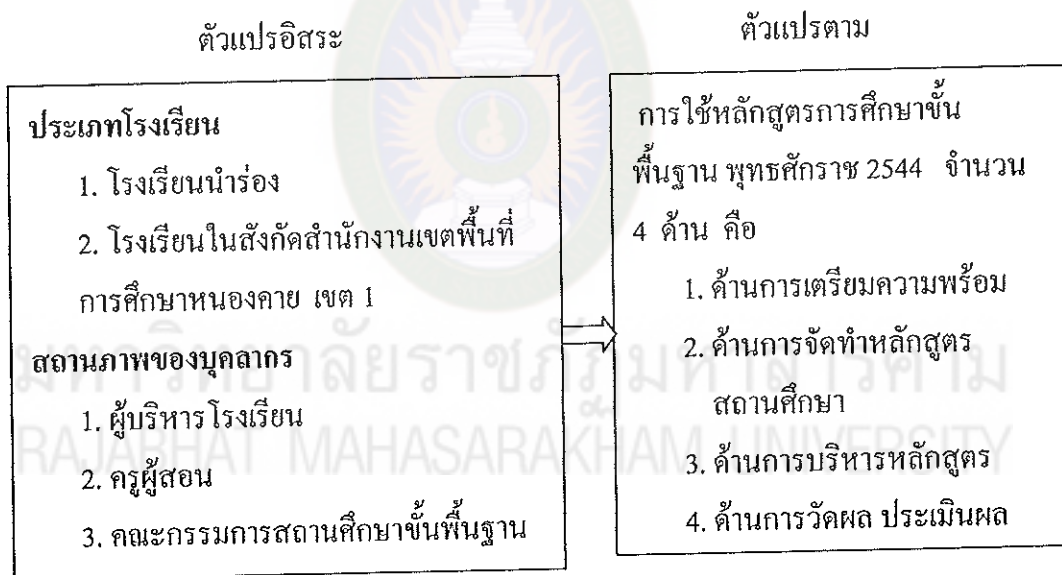 ตัวแปรอิสระ
ประเภทโรงเรียน
1. โรงเรียนนำร่อง
2. โรงเรียนในสังกัดสำนักงานเขตพื้นที่
การศึกษาหนองคาย เขต 1
สถานภาพของบุคลากร
1. ผู้บริหารโรงเรียน
2. ครูผู้สอน
3. คณะกรรมการสถานศึกษาขั้นพื้นฐาน
ตัวแปรตาม
การใช้หลักสูตรการศึกษาขั้น
พื้นฐาน พุทธศักราช 2544 จำนวน
4 ด้าน คือ
1. ด้านการเตรียมความพร้อม
2. ด้านการจัดทำหลักสูตร
สถานศึกษา
3. ด้านการบริหารหลักสูตร
4. ด้านการวัดผล ประเมินผล
มหาวิทยาลัยราชภัฏมหาสารคาม
RAJABHAT MAHASARAKHAM UNIVERSITY